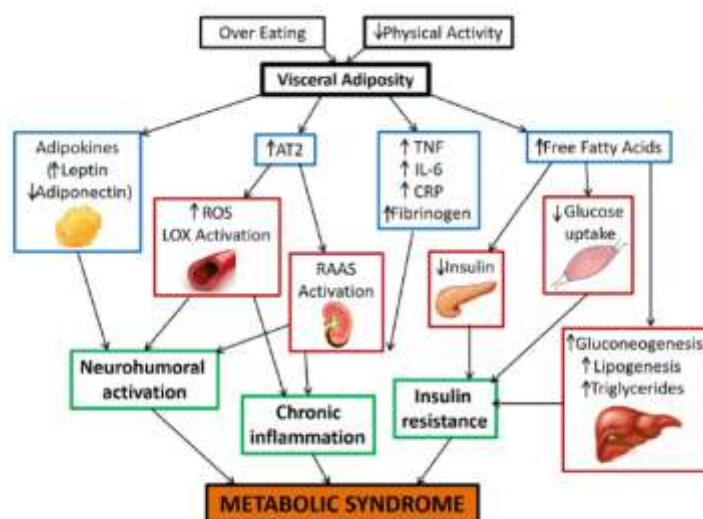 Over Eating
↓Physical Activity
Visceral Adiposity
Adipokines
(↑Leptin
↓Adiponectin)
↑AT2
↑ TNF
↑ IL-6
↑ CRP
↑Fibrinogen
↑Free Fatty Acids
↑ ROS
LOX Activation
RAAS
Activation
↓Insulin
↓ Glucose
uptake
↑Gluconeogenesis
↑ Lipogenesis
↑Triglycerides
Neurohumoral
activation
Chronic
inflammation
Insulin
resistance
METABOLIC SYNDROME